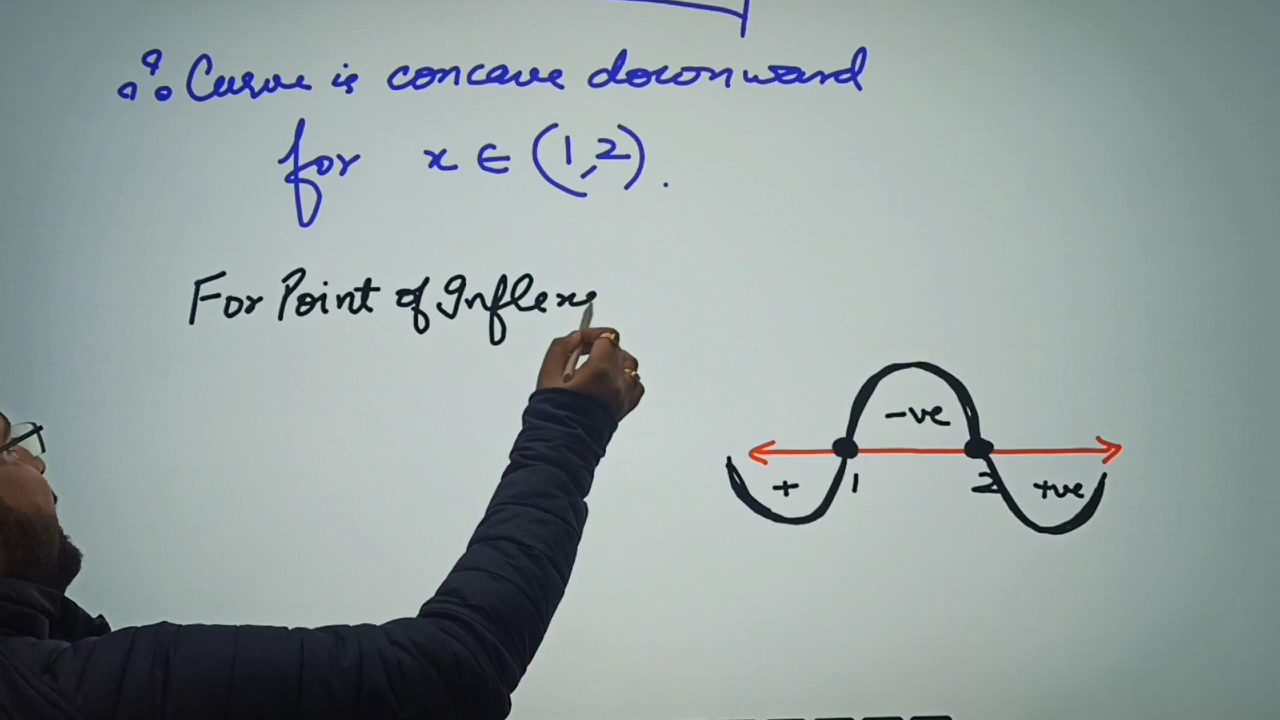 ∴ Curve is concave downward
for x ∈ (1,2).
For Point of Inflex
-ve
+ 1 2 +ve